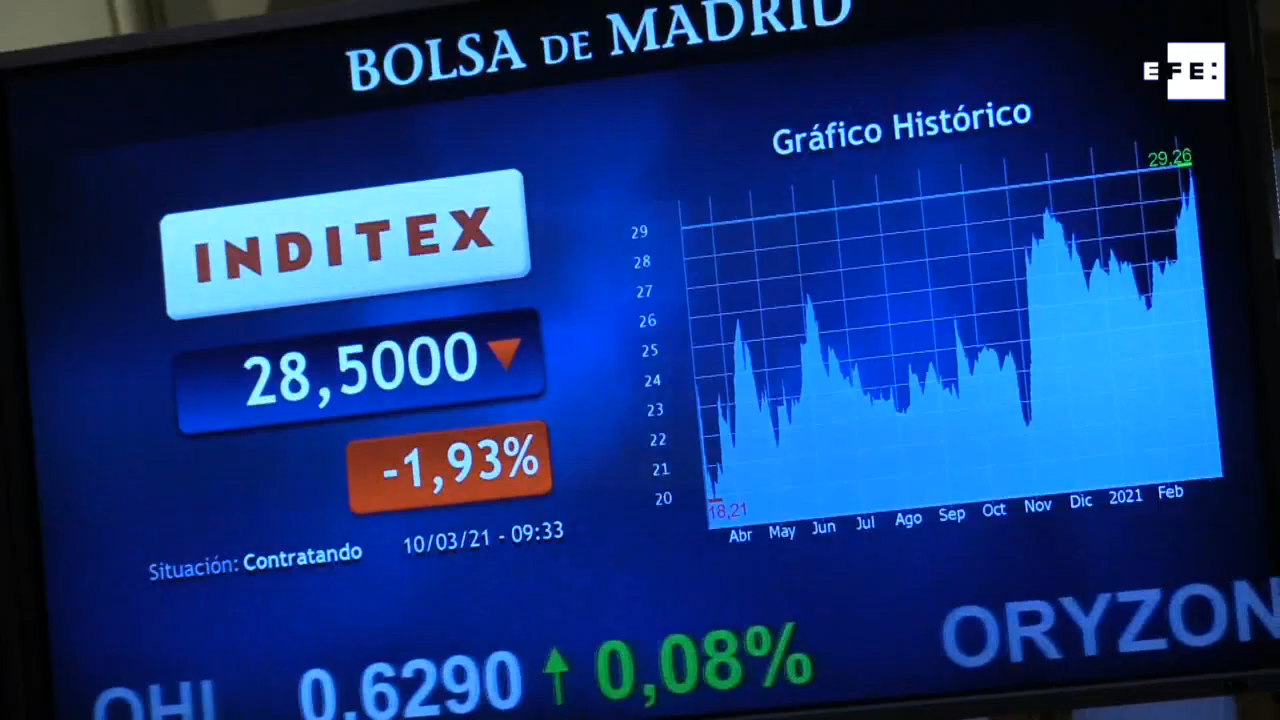 BOLSA DE MADRID
EFE:
Gráfico Histórico
INDITEX
28,5000
-1,93%
Situación: Contratando
10/03/21 - 09:33
29,26
29
28
27
26
25
24
23
22
21
20
18,21
Abr May Jun Jul Ago Sep Oct Nov Dic 2021 Feb
OHL 0,6290 0,08% ORYZON